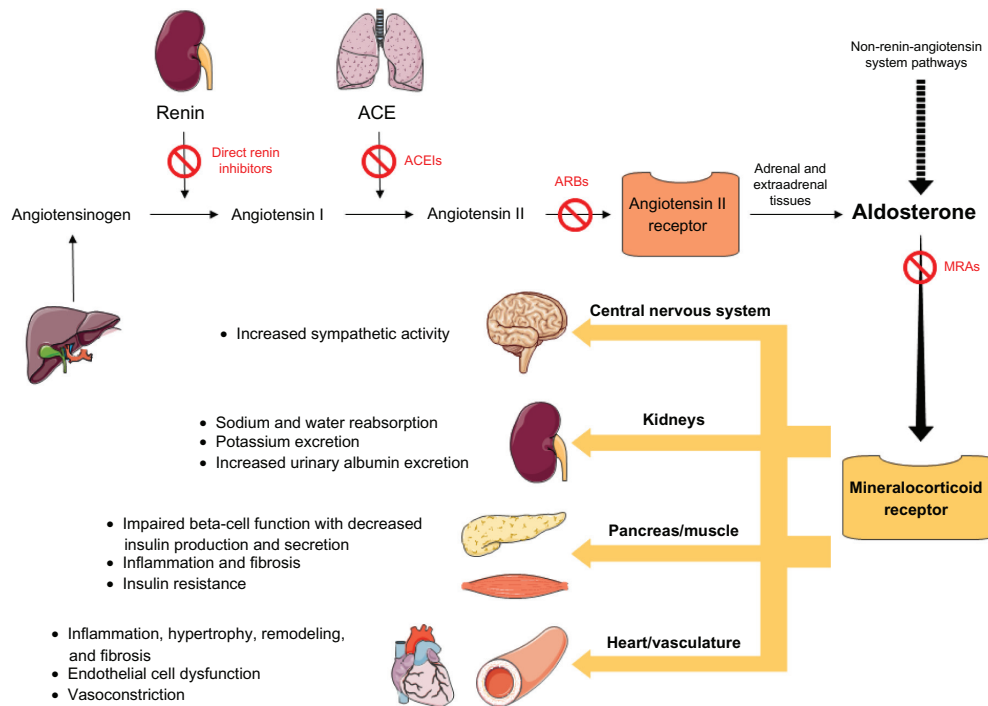 Non-renin-angiotensin
system pathways
Renin
ACE
Direct renin
inhibitors
ACEIs
ARBs
Adrenal and
extraadrenal
tissues
Angiotensinogen
Angiotensin I
Angiotensin II
Angiotensin II
receptor
Aldosterone
MRAs
Central nervous system
• Increased sympathetic activity
Kidneys
• Sodium and water reabsorption
• Potassium excretion
• Increased urinary albumin excretion
Mineralocorticoid
receptor
Pancreas/muscle
• Impaired beta-cell function with decreased
insulin production and secretion
• Inflammation and fibrosis
• Insulin resistance
Heart/vasculature
• Inflammation, hypertrophy, remodeling,
and fibrosis
• Endothelial cell dysfunction
• Vasoconstriction